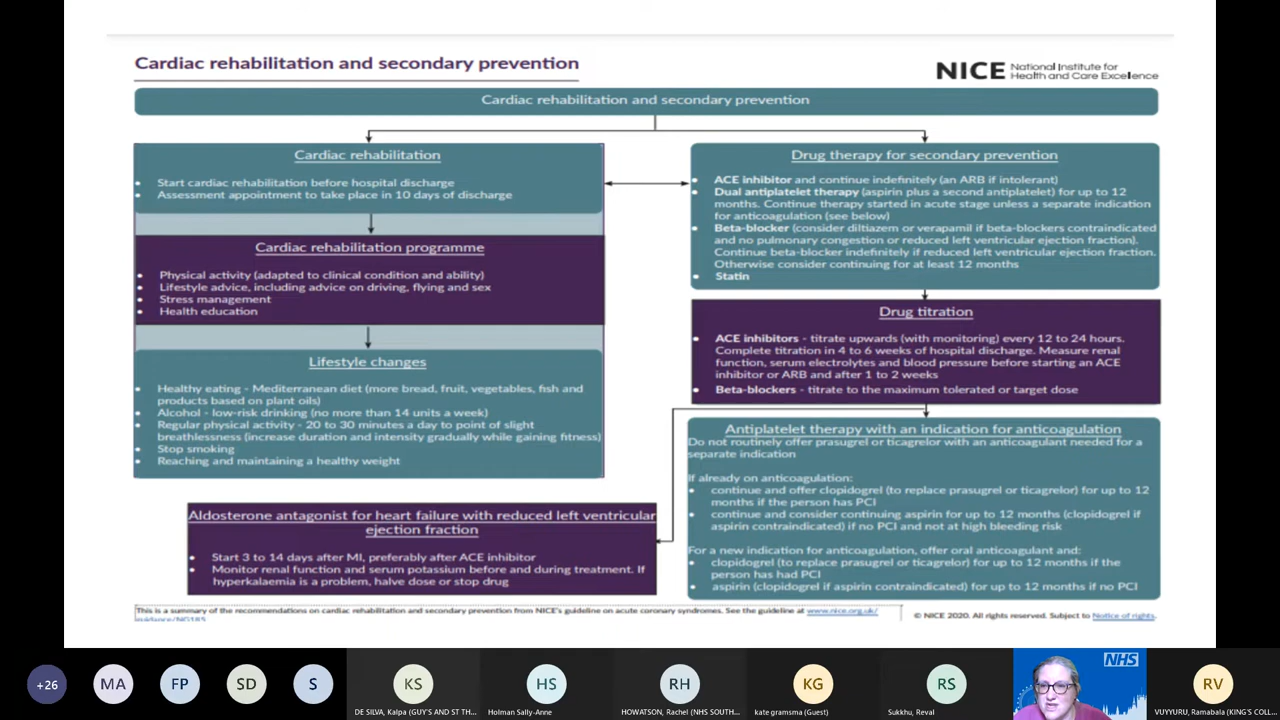 Cardiac rehabilitation and secondary prevention
NICE National Institute for
Health and Care Excellence
Cardiac rehabilitation and secondary prevention
Cardiac rehabilitation
Start cardiac rehabilitation before hospital discharge
Assessment appointment to take place in 10 days of discharge
Cardiac rehabilitation programme
Physical activity (adapted to clinical condition and ability)
Lifestyle advice, including advice on driving, flying and sex
Stress management
Health education
Lifestyle changes
Healthy eating - Mediterranean diet (more bread, fruit, vegetables, fish and
products based on plant oils)
Alcohol - low-risk drinking (no more than 14 units a week)
Regular physical activity - 20 to 30 minutes a day to point of slight
breathlessness (increase duration and intensity gradually while gaining fitness)
Stop smoking
Reaching and maintaining a healthy weight
Drug therapy for secondary prevention
ACE inhibitor and continue indefinitely (an ARB if intolerant)
Dual antiplatelet therapy (aspirin plus a second antiplatelet) for up to 12
months. Continue therapy started in acute stage unless a separate indication
for anticoagulation (see below)
Beta-blocker (consider diltiazem or verapamil if beta-blockers contraindicated
and no pulmonary congestion or reduced left ventricular ejection fraction).
Continue beta-blocker indefinitely if reduced left ventricular ejection fraction.
Otherwise consider continuing for at least 12 months
Statin
Drug titration
ACE inhibitors - titrate upwards (with monitoring) every 12 to 24 hours.
Complete titration in 4 to 6 weeks of hospital discharge. Measure renal
function, serum electrolytes and blood pressure before starting an ACE
inhibitor or ARB and after 1 to 2 weeks
Beta-blockers - titrate to the maximum tolerated or target dose
Antiplatelet therapy with an indication for anticoagulation
Do not routinely offer prasugrel or ticagrelor with an anticoagulant needed for a
separate indication
If already on anticoagulation:
continue and offer clopidogrel (to replace prasugrel or ticagrelor) for up to 12
months if the person has PCI
continue and consider continuing aspirin for up to 12 months (clopidogrel if
aspirin contraindicated) if no PCI and not at high bleeding risk
For a new indication for anticoagulation, offer oral anticoagulant and:
clopidogrel (to replace prasugrel or ticagrelor) for up to 12 months if the
person has had PCI
aspirin (clopidogrel if aspirin contraindicated) for up to 12 months if no PCI
Aldosterone antagonist for heart failure with reduced left ventricular
ejection fraction
Start 3 to 14 days after MI, preferably after ACE inhibitor
Monitor renal function and serum potassium before and during treatment. If
hyperkalaemia is a problem, halve dose or stop drug
This is a summary of the recommendations on cardiac rehabilitation and secondary prevention from NICE's guideline on acute coronary syndromes. See the guideline at www.nice.org.uk/
guidance/NG185
© NICE 2020. All rights reserved. Subject to Notice of rights.
+26
MA
FP
SD
S
KS
HS
RH
KG
RS
NHS
RV
DE SILVA, Kalpa (GUY'S AND ST TH...
Holman Sally-Anne
HOWATSON, Rachel (NHS SOUTH...
kate gramsma (Guest)
Sukkhu, Reval
VUYYURU, Ramabala (KING'S COLL...